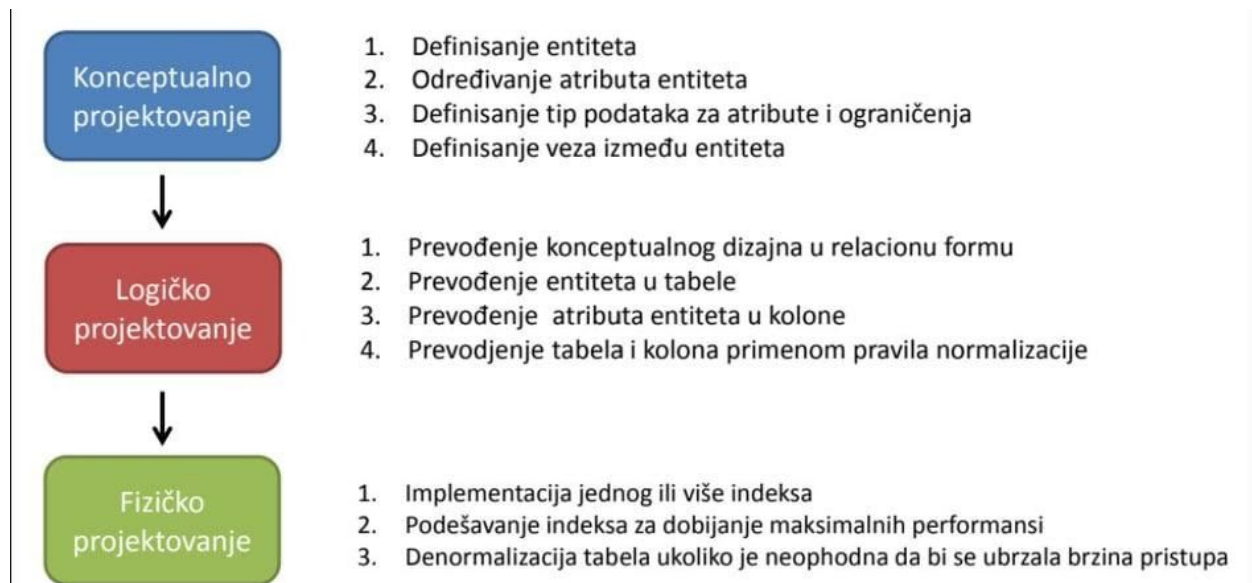 Konceptualno
projektovanje
1. Definisanje entiteta
2. Određivanje atributa entiteta
3. Definisanje tip podataka za atribute i ograničenja
4. Definisanje veza između entiteta
Logičko
projektovanje
1. Prevođenje konceptualnog dizajna u relacionu formu
2. Prevođenje entiteta u tabele
3. Prevođenje atributa entiteta u kolone
4. Prevodjenje tabela i kolona primenom pravila normalizacije
Fizičko
projektovanje
1. Implementacija jednog ili više indeksa
2. Podešavanje indeksa za dobijanje maksimalnih performansi
3. Denormalizacija tabela ukoliko je neophodna da bi se ubrzala brzina pristupa